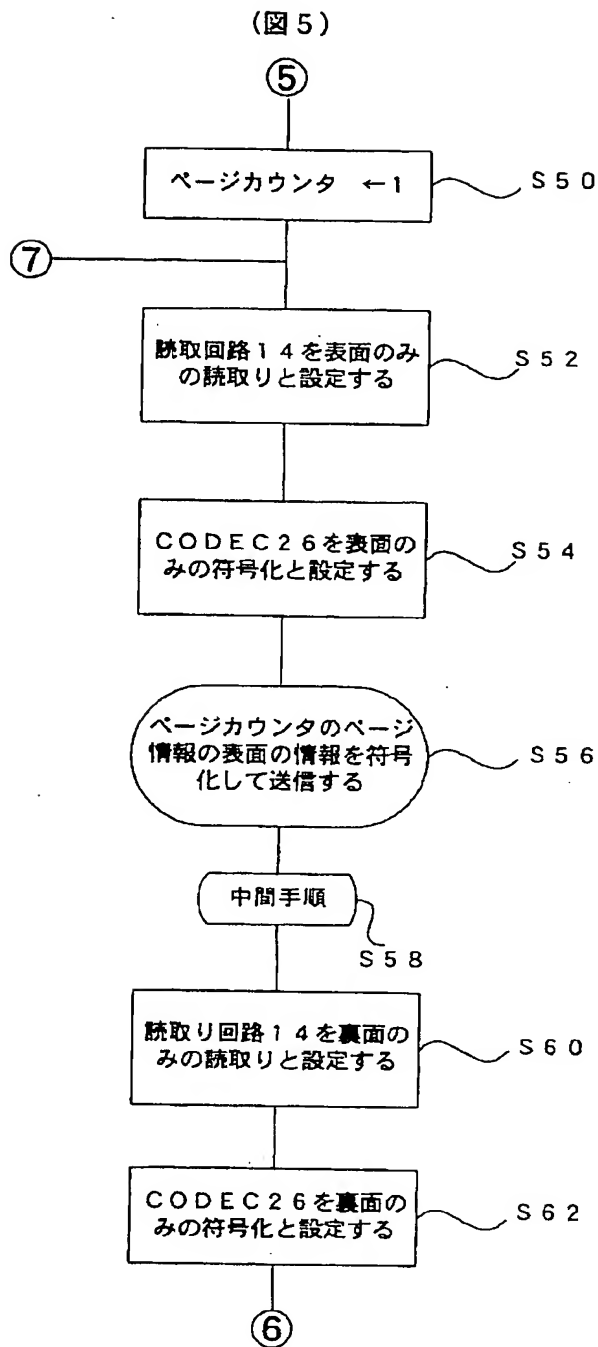 (図5)
⑤
ページカウンタ ←1
S50
⑦
読取回路14を表面のみ
の読取りと設定する
S52
CODEC26を表面の
みの符号化と設定する
S54
ページカウンタのページ
情報の表面の情報を符号
化して送信する
S56
中間手順
S58
読取り回路14を裏面の
みの読取りと設定する
S60
CODEC26を裏面の
みの符号化と設定する
S62
⑥